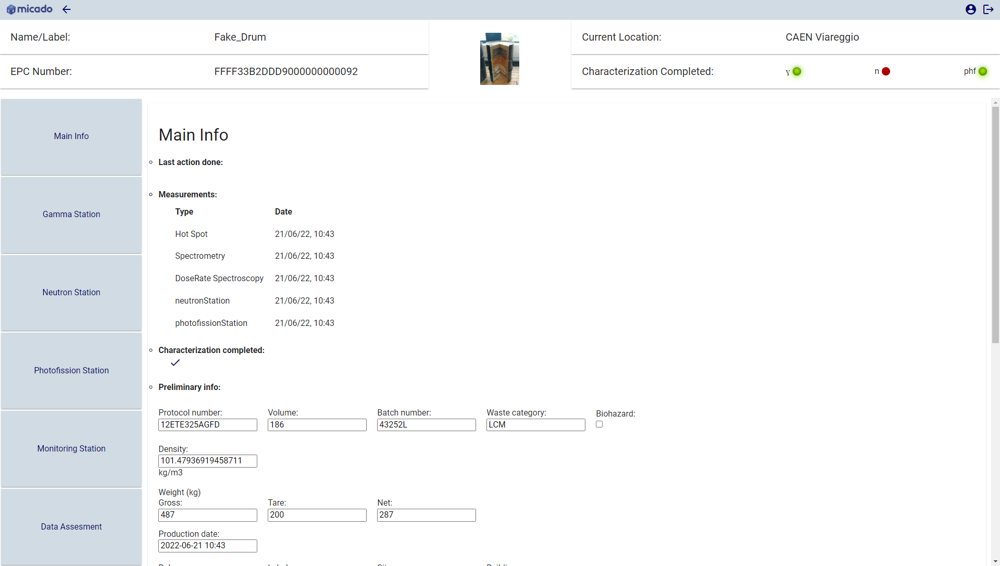 micado
Name/Label: Fake_Drum
EPC Number: FFFF33B2DDD9000000000092
Current Location: CAEN Viareggio
Characterization Completed: γ n phf
Main Info
Gamma Station
Neutron Station
Photofission Station
Monitoring Station
Data Assesment
Main Info
Last action done:
Measurements:
Type Date
Hot Spot 21/06/22, 10:43
Spectrometry 21/06/22, 10:43
DoseRate Spectroscopy 21/06/22, 10:43
neutronStation 21/06/22, 10:43
photofissionStation 21/06/22, 10:43
Characterization completed:
Preliminary info:
Protocol number: Volume: Batch number: Waste category: Biohazard:
12ETE325AGFD 186 43252L LCM
Density:
101.47936919458711
kg/m3
Weight (kg)
Gross: Tare: Net:
487 200 287
Production date:
2022-06-21 10:43